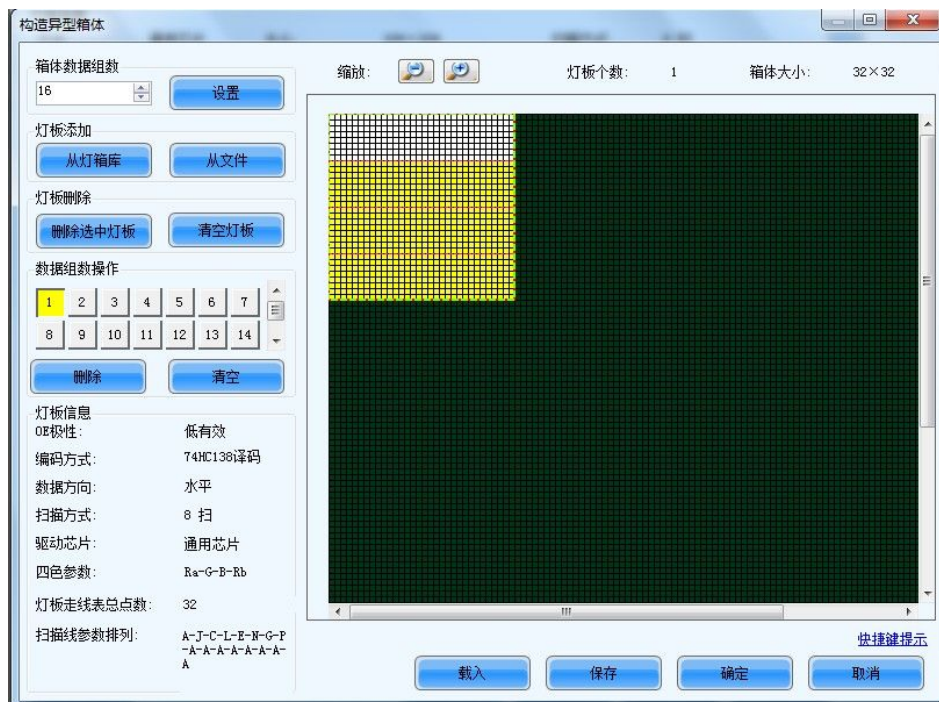 构造异型箱体
箱体数据组数
16
设置
灯板添加
从灯箱库 从文件
灯板删除
删除选中灯板 清空灯板
数据组数操作
1 2 3 4 5 6 7
8 9 10 11 12 13 14
删除 清空
灯板信息
OE极性: 低有效
编码方式: 74HC138译码
数据方向: 水平
扫描方式: 8 扫
驱动芯片: 通用芯片
四色参数: Ra-G-B-Rb
灯板走线表总点数: 32
扫描线参数排列: A-J-C-L-E-N-G-P
-A-A-A-A-A-A-A-
A
缩放: 灯板个数: 1 箱体大小: 32×32
快捷键提示
载入 保存 确定 取消